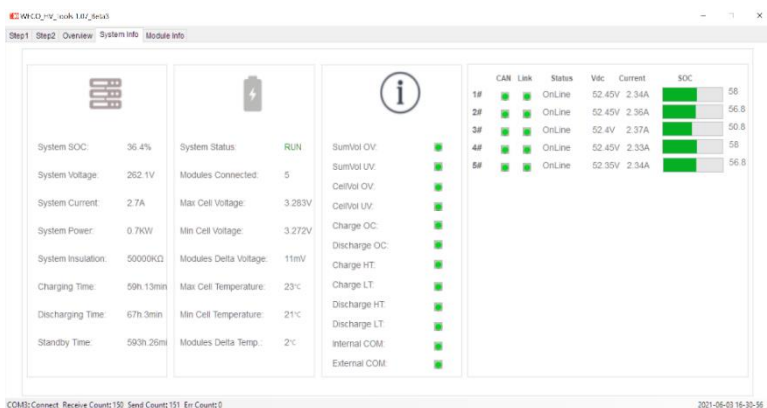 WECO_HV_Tools 1.07_Beta3
Step1 Step2 Overview System Info Module Info
System SOC: 36.4%
System Voltage: 262.1V
System Current: 2.7A
System Power: 0.7KW
System Insulation: 50000KΩ
Charging Time: 59h.13min
Discharging Time: 67h.3min
Standby Time: 593h.26mi
System Status: RUN
Modules Connected: 5
Max Cell Voltage: 3.283V
Min Cell Voltage: 3.272V
Modules Delta Voltage: 11mV
Max Cell Temperature: 23℃
Min Cell Temperature: 21℃
Modules Delta Temp.: 2℃
i
SumVol OV:
SumVol UV:
CellVol OV:
CellVol UV:
Charge OC:
Discharge OC:
Charge HT:
Charge LT:
Discharge HT:
Discharge LT:
Internal COM:
External COM:
CAN Link Status Vdc Current SOC
1# OnLine 52.45V 2.34A 58
2# OnLine 52.45V 2.36A 56.8
3# OnLine 52.4V 2.37A 50.8
4# OnLine 52.45V 2.33A 58
5# OnLine 52.35V 2.34A 56.8
COM3: Connect Receive Count: 150 Send Count: 151 Err Count: 0
2021-06-03 16-30-56